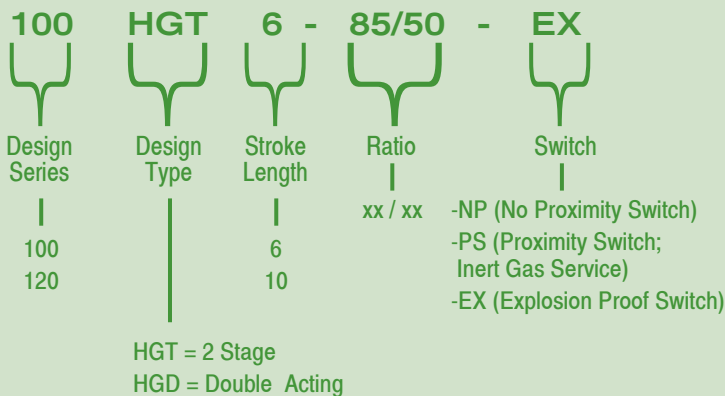 100 HGT 6 - 85/50 - EX
Design Series
Design Type
Stroke Length
Ratio
Switch
100
120
6
10
xx / xx
-NP (No Proximity Switch)
-PS (Proximity Switch;
Inert Gas Service)
-EX (Explosion Proof Switch)
HGT = 2 Stage
HGD = Double Acting